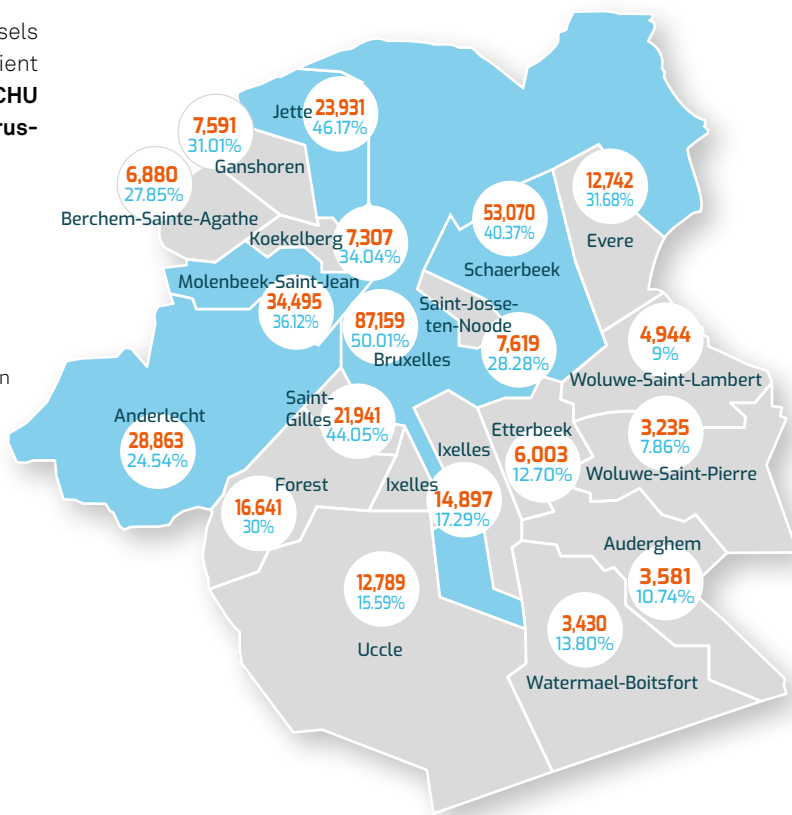 sels
ient
CHU
rus-
n
Jette
23,931
46.17%
7,591
31.01%
Ganshoren
6,880
27.85%
Berchem-Sainte-Agathe
12,742
31.68%
Evere
53,070
40.37%
Schaerbeek
Koekelberg
7,307
34.04%
Molenbeek-Saint-Jean
34,495
36.12%
87,159
50.01%
Bruxelles
Saint-Josse-
ten-Noode
7,619
28.28%
4,944
9%
Woluwe-Saint-Lambert
Anderlecht
28,863
24.54%
Saint-
Gilles
21,941
44.05%
Etterbeek
6,003
12.70%
3,235
7.86%
Woluwe-Saint-Pierre
Ixelles
Ixelles
14,897
17.29%
Forest
16.641
30%
Auderghem
3,581
10.74%
12,789
15.59%
Uccle
3,430
13.80%
Watermael-Boitsfort